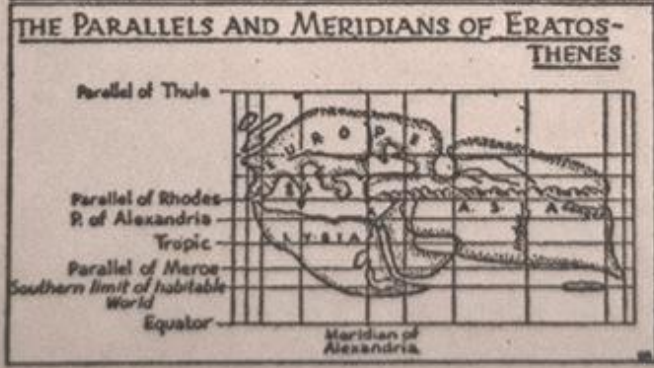 THE PARALLELS AND MERIDIANS OF ERATOS-
THENES
Parallel of Thule
EUROPE
Parallel of Rhodes
P. of Alexandria
ASIA
Tropic
LYBIA
Parallel of Meroe
Southern limit of habitable
World
Equator
Meridian of
Alexandria